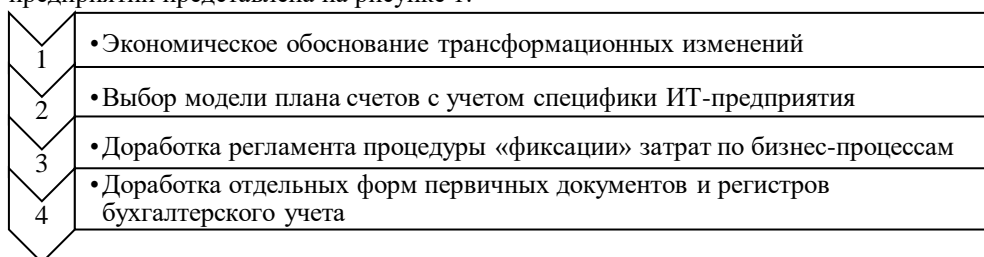 предприятии представлена на рисунке 1.
1
•Экономическое обоснование трансформационных изменений
2
•Выбор модели плана счетов с учетом специфики ИТ-предприятия
3
•Доработка регламента процедуры «фиксации» затрат по бизнес-процессам
4
•Доработка отдельных форм первичных документов и регистров
бухгалтерского учета